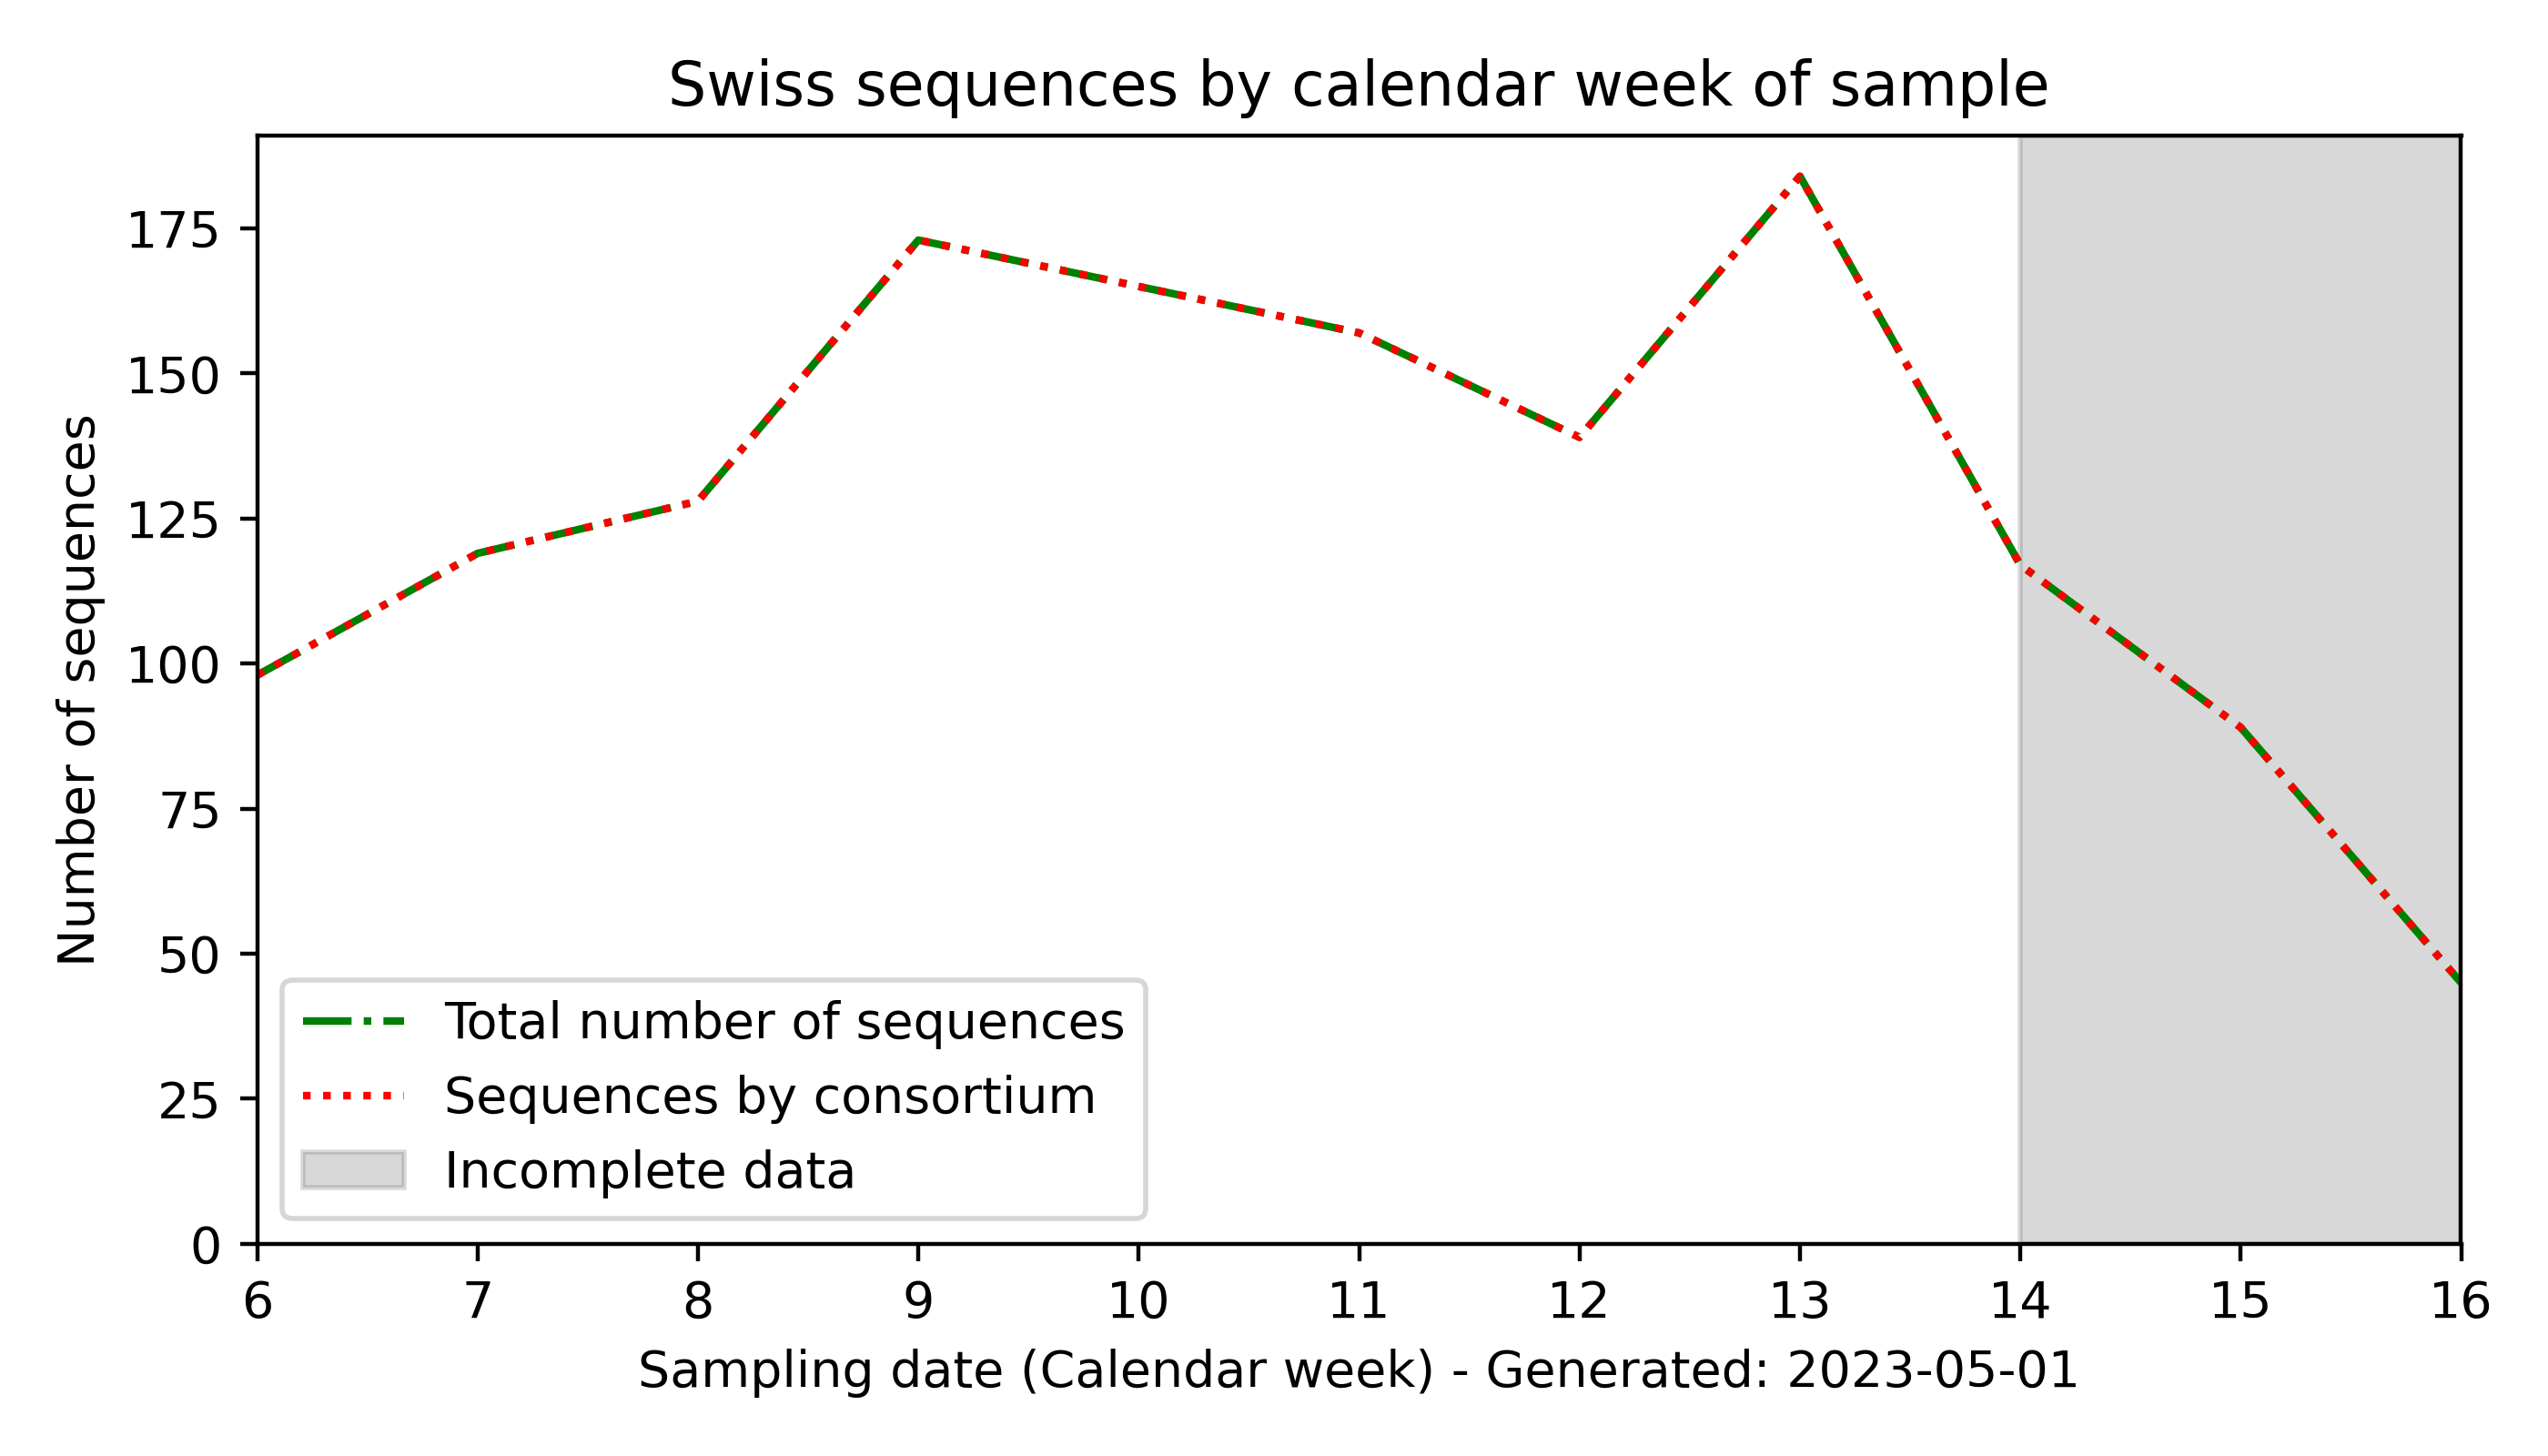 Swiss sequences by calendar week of sample
Number of sequences
175
150
125
100
75
50
25
0
Total number of sequences
Sequences by consortium
Incomplete data
6 7 8 9 10 11 12 13 14 15 16
Sampling date (Calendar week) - Generated: 2023-05-01